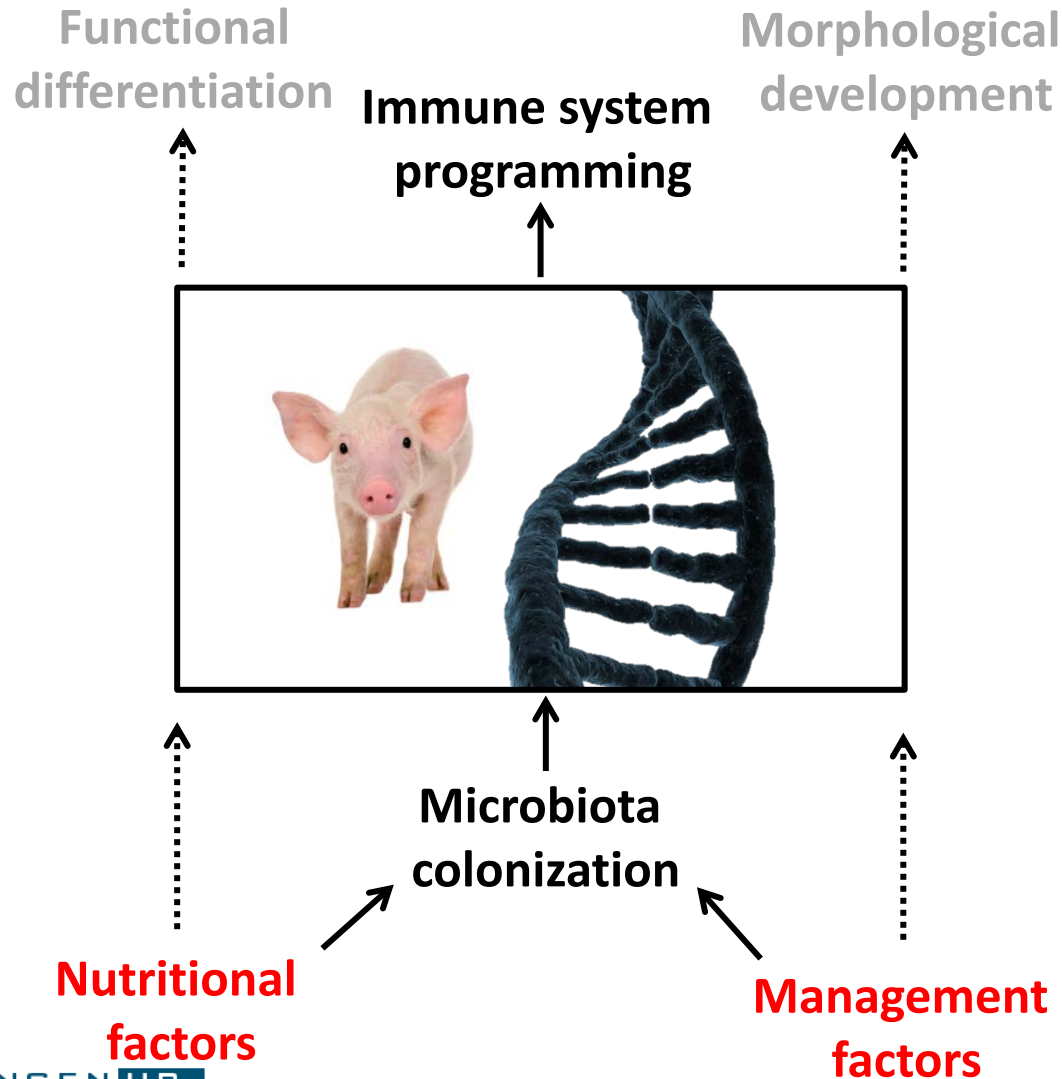 Functional
differentiation
Morphological
development
Immune system
programming
Microbiota
colonization
Nutritional
factors
Management
factors